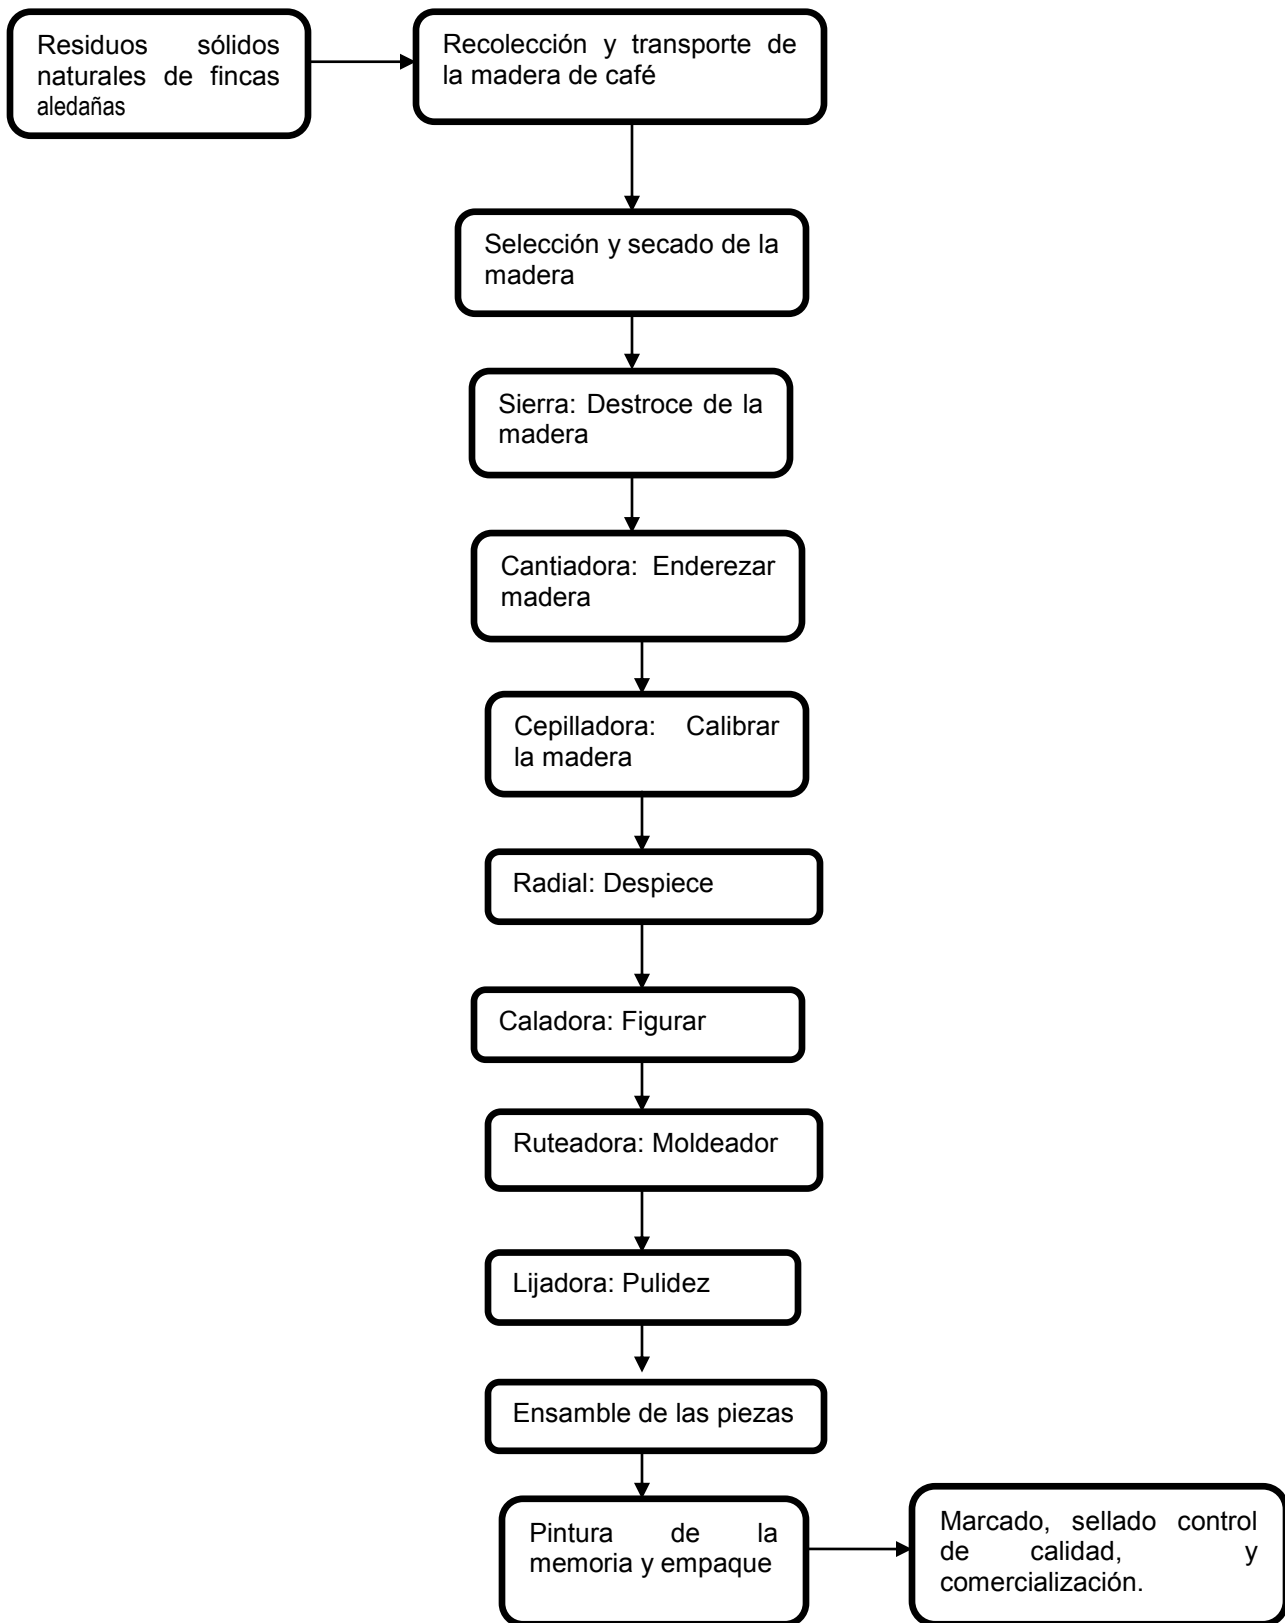 Residuos sólidos
naturales de fincas
aledañas
Recolección y transporte de
la madera de café
Selección y secado de la
madera
Sierra: Destroce de la
madera
Cantiadora: Enderezar
madera
Cepilladora: Calibrar
la madera
Radial: Despiece
Caladora: Figurar
Ruteadora: Moldeador
Lijadora: Pulidez
Ensamble de las piezas
Pintura de la
memoria y empaque
Marcado, sellado control
de calidad, y
comercialización.